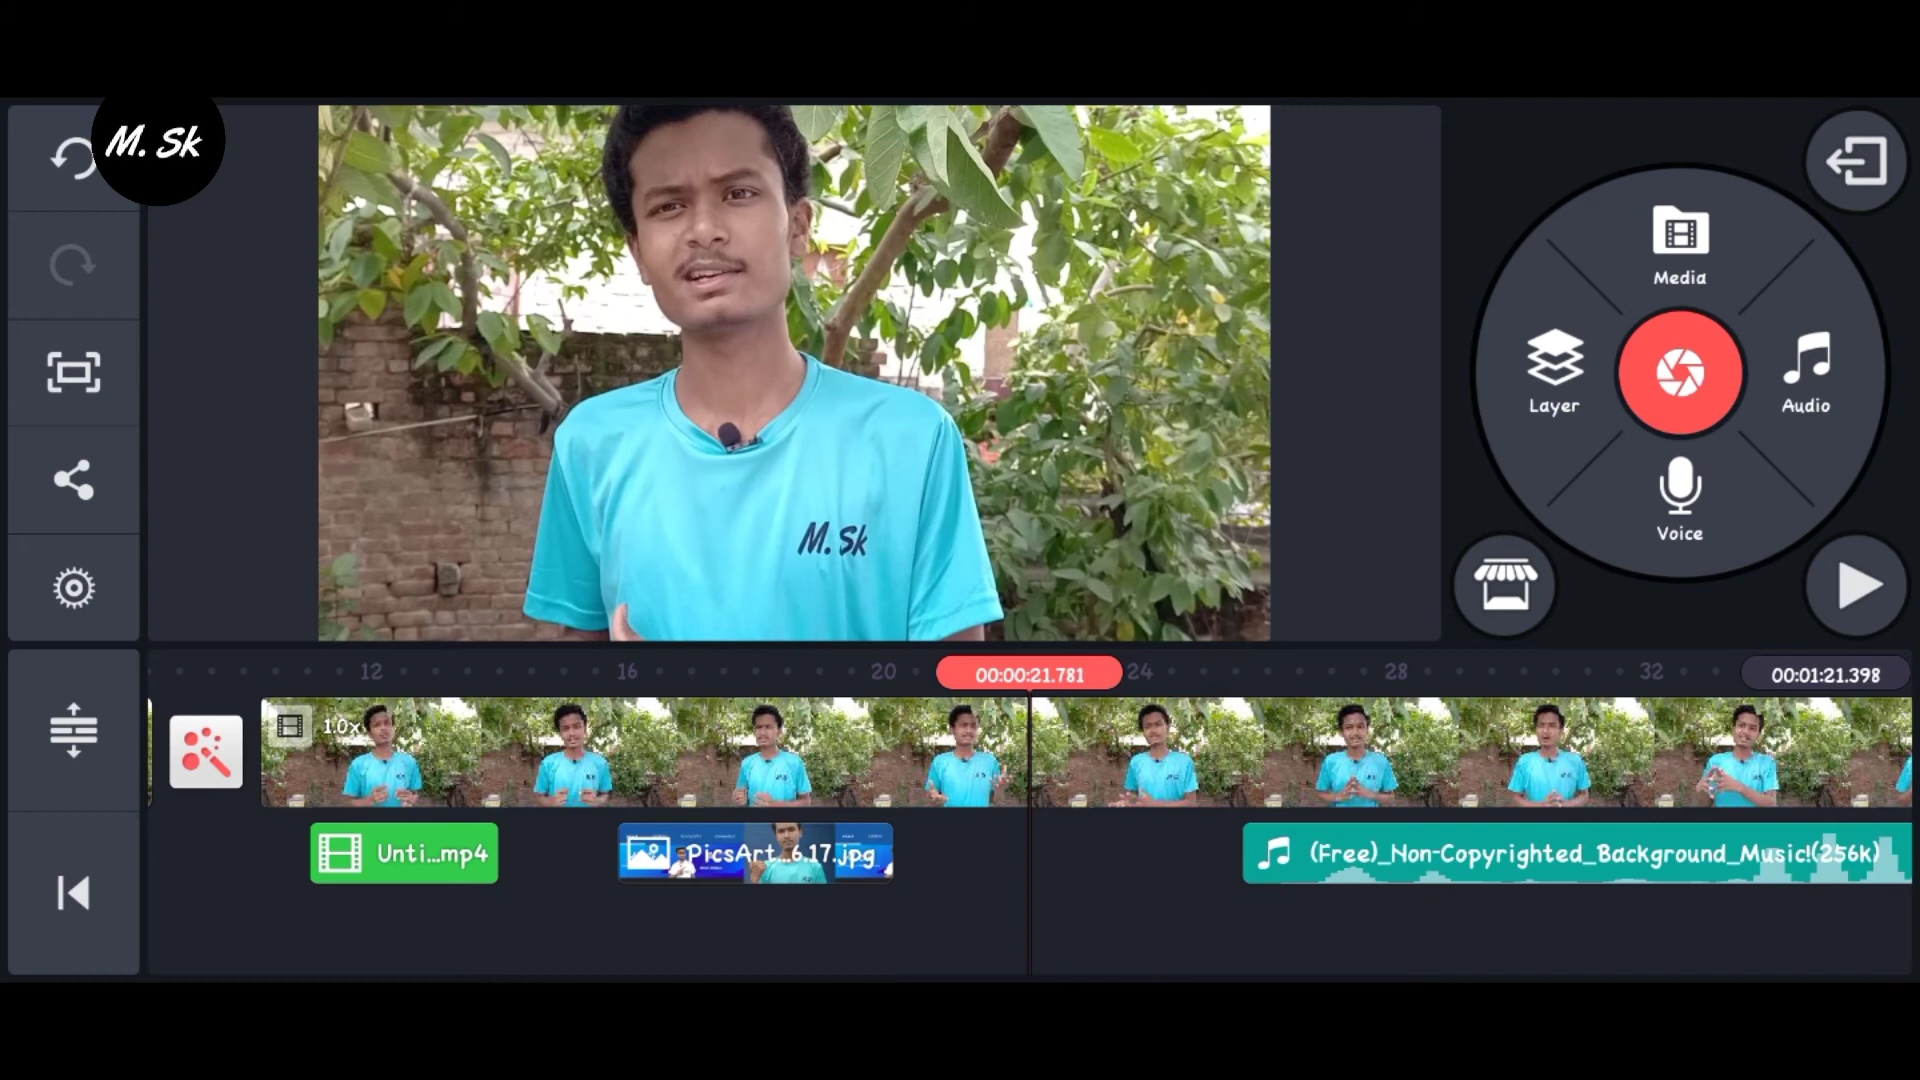 M. Sk
Media
Layer
Audio
Voice
M. Sk
12
16
20
00:00:21.781
24
28
32
00:01:21.398
1.0x
Unti...mp4
PicsArt...6.17.jpg
(Free)_Non-Copyrighted_Background_Music!(256k)